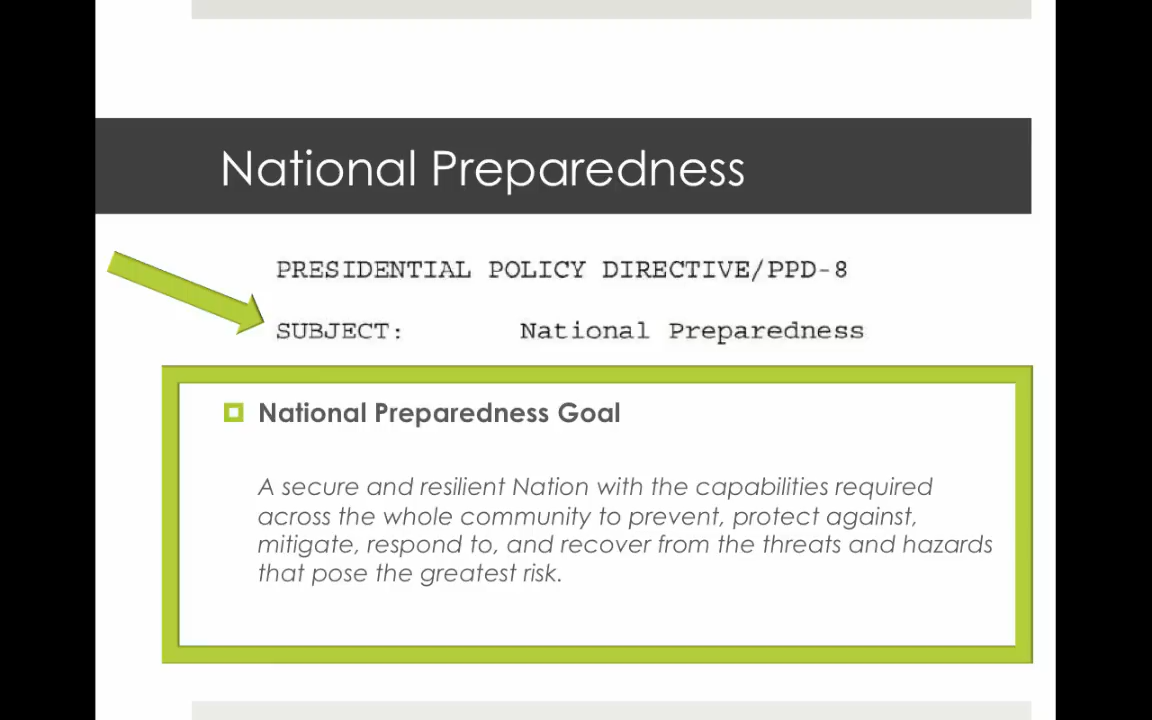 National Preparedness
PRESIDENTIAL POLICY DIRECTIVE/PPD-8
SUBJECT: National Preparedness
National Preparedness Goal
A secure and resilient Nation with the capabilities required
across the whole community to prevent, protect against,
mitigate, respond to, and recover from the threats and hazards
that pose the greatest risk.